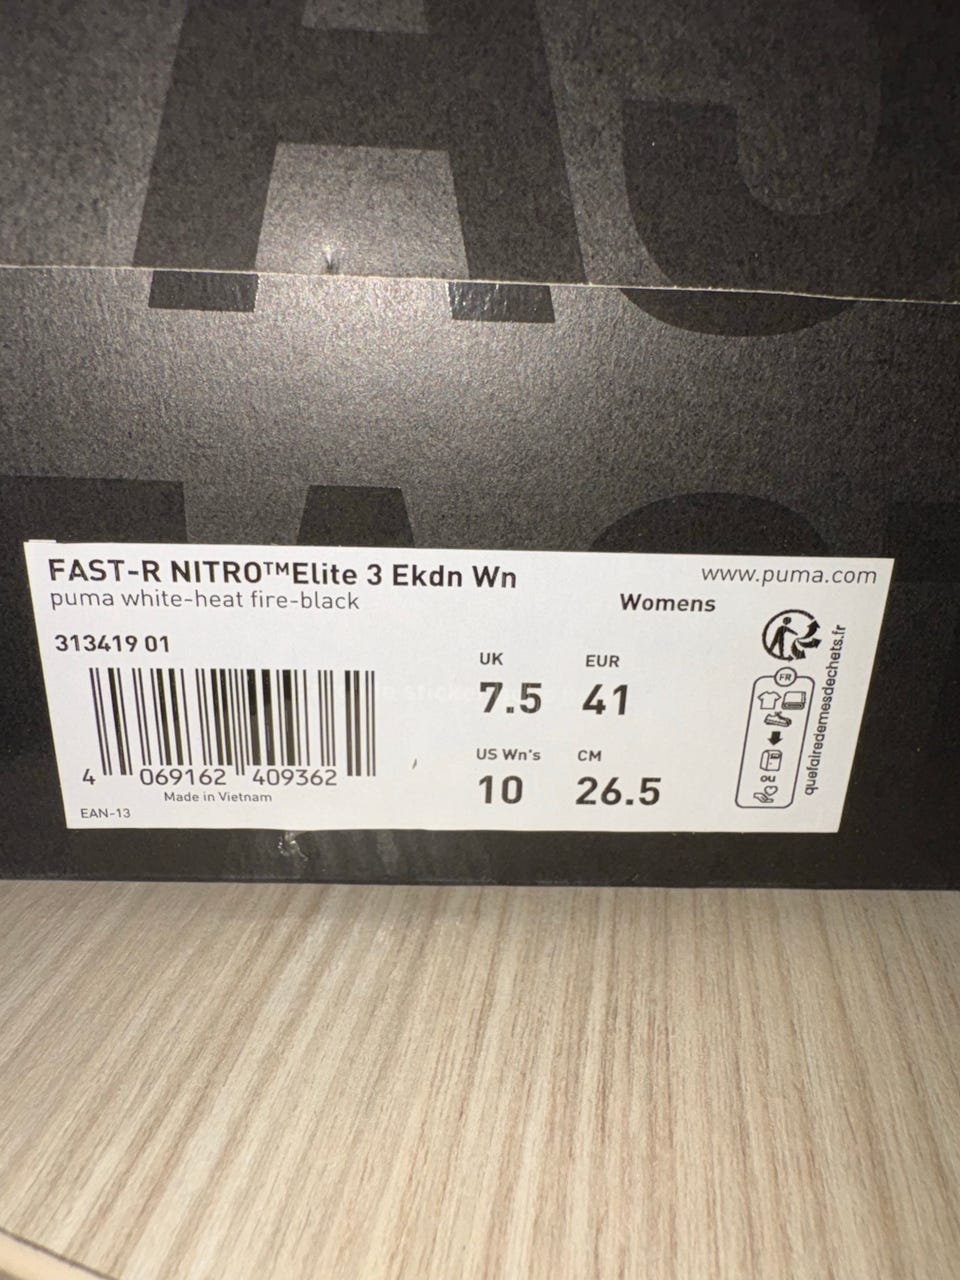 FAST-R NITRO™Elite 3 Ekdn Wn
www.puma.com
puma white-heat fire-black
Womens
313419 01
UK
EUR
7.5
41
US Wn's
CM
10
26.5
4 069162 409362
Made in Vietnam
EAN-13
FR
OU
quefairedemesdechets.fr